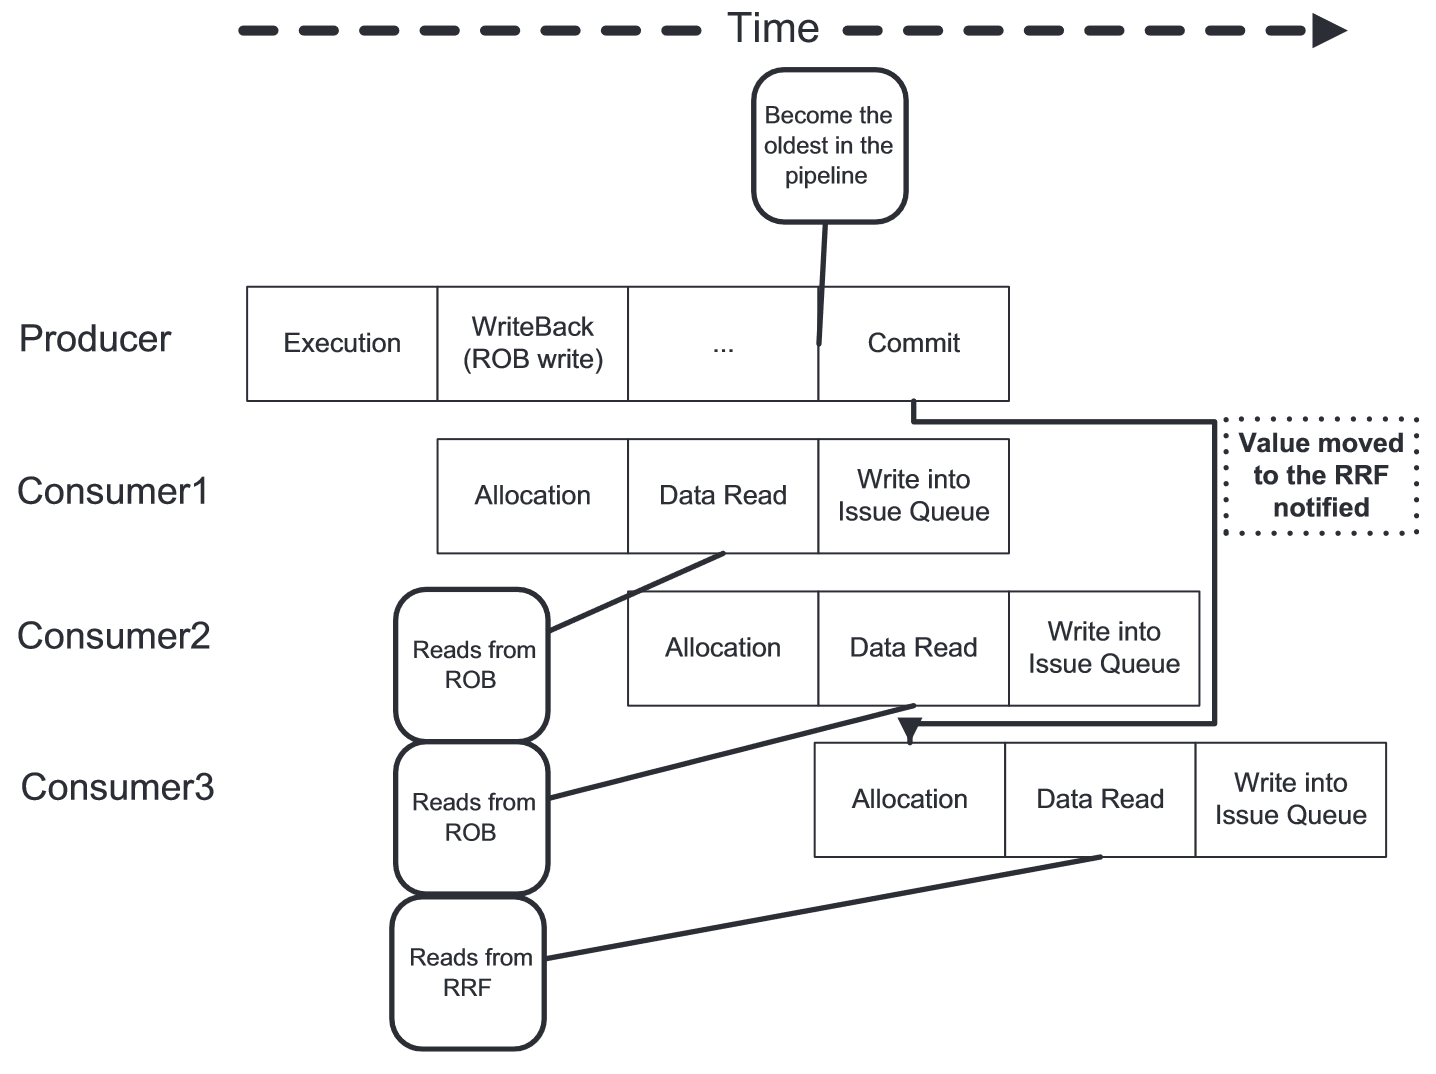 Time
Become the
oldest in the
pipeline
Producer
Execution
WriteBack
(ROB write)
...
Commit
Value moved
to the RRF
notified
Consumer1
Allocation
Data Read
Write into
Issue Queue
Consumer2
Reads from
ROB
Allocation
Data Read
Write into
Issue Queue
Consumer3
Reads from
ROB
Allocation
Data Read
Write into
Issue Queue
Reads from
RRF